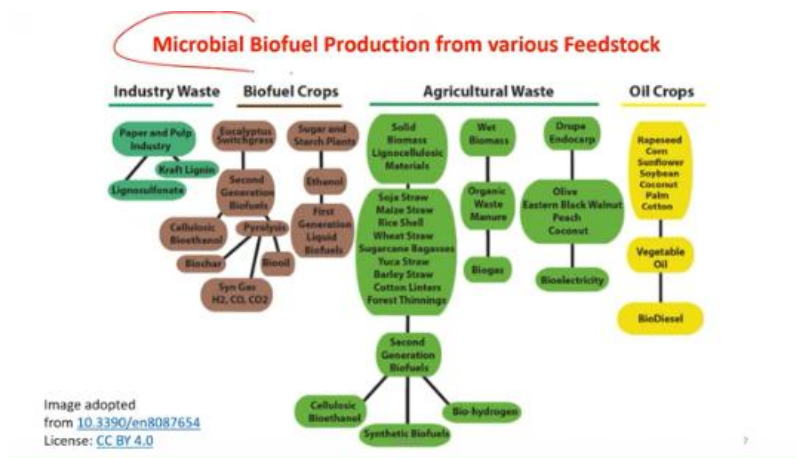 Microbial Biofuel Production from various Feedstock
Industry Waste
Biofuel Crops
Agricultural Waste
Oil Crops
Paper and Pulp
Industry
Kraft Lignin
Lignosulfonate
Eucalyptus
Switchgrass
Second
Generation
Biofuels
Cellulosic
Bioethanol
Pyrolysis
Biochar
Biooil
Syn Gas
H2, CO, CO2
Sugar and
Starch Plants
Ethanol
First
Generation
Liquid
Biofuels
Solid
Biomass
Lignocellulosic
Materials
Soja Straw
Maize Straw
Rice Shell
Wheat Straw
Sugarcane Bagasses
Yuca Straw
Barley Straw
Cotton Linters
Forest Thinnings
Second
Generation
Biofuels
Cellulosic
Bioethanol
Synthetic Biofuels
Bio-hydrogen
Wet
Biomass
Organic
Waste
Manure
Biogas
Drupe
Endocarp
Olive
Eastern Black Walnut
Peach
Coconut
Bioelectricity
Rapeseed
Corn
Sunflower
Soybean
Coconut
Palm
Cotton
Vegetable
Oil
BioDiesel
Image adopted
from 10.3390/en8087654
License: CC BY 4.0
7